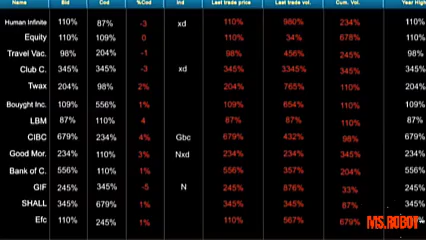 Name Bid Cod %Cod Ind Last trade price Last trade vol. Cum. Vol. Year High
Human Infinite 110% 87% -3 xd 110% 980% 234% 110%
Equity 110% 109% 0 110% 34% 678% 110%
Travel Vac. 98% 204% -1 98% 456% 245% 98%
Club C. 345% 345% -3 xd 345% 3345% 345% 345%
Twax 204% 98% 2% 204% 765% 110% 204%
Bouyght Inc. 109% 556% 1% 109% 654% 110% 109%
LBM 87% 110% 4 87% 87% 110% 87%
CIBC 679% 234% 4% Gbc 679% 432% 98% 679%
Good Mor. 234% 110% 3% Nxd 234% 234% 345% 234%
Bank of C. 556% 110% 1% 556% 357% 204% 556%
GIF 245% 345% -5 N 245% 876% 33% 245%
SHALL 345% 679% 1% 345% 345% 87% 345%
Efc 110% 245% 1% 110% 567% 679%
MS.ROBOT